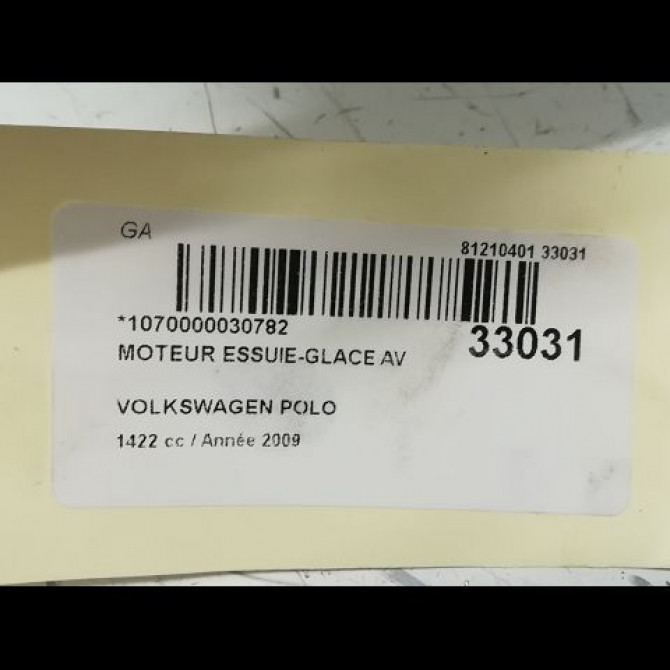 GA
81210401 33031
*1070000030782
33031
MOTEUR ESSUIE-GLACE AV
VOLKSWAGEN POLO
1422 cc / Année 2009